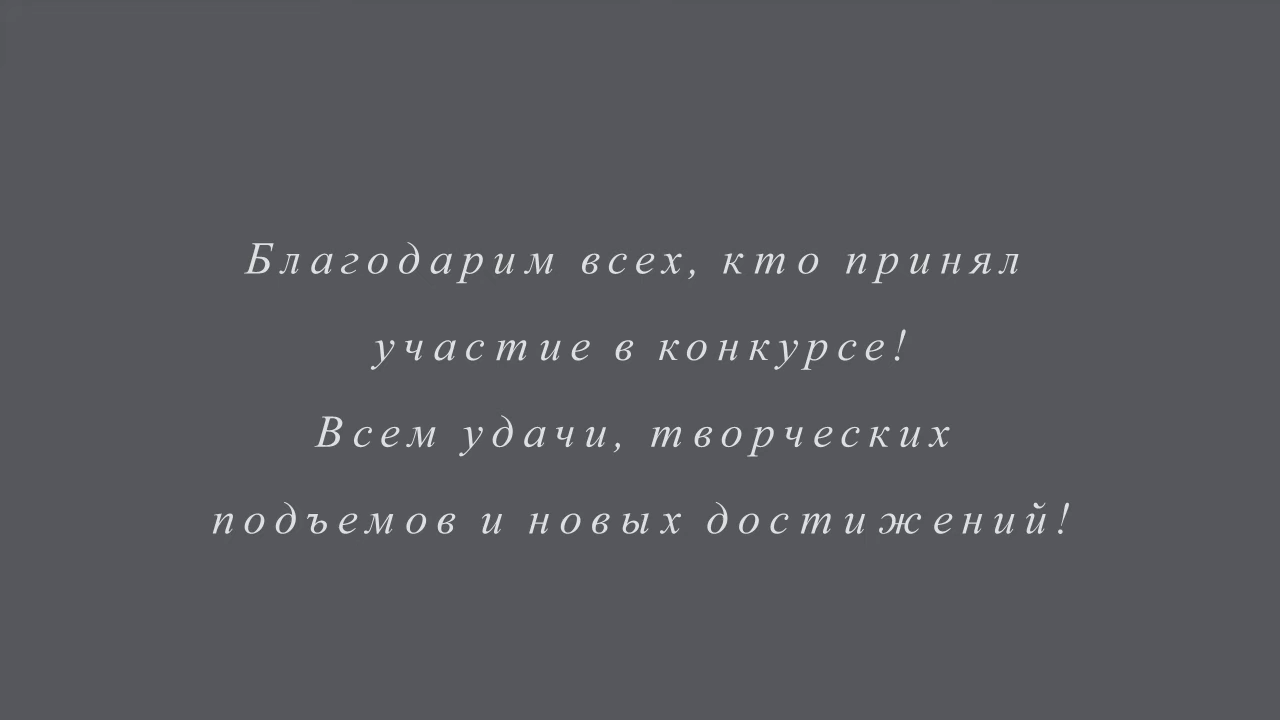 Благодарим всех, кто принял
участие в конкурсе!
Всем удачи, творческих
подъемов и новых достижений!